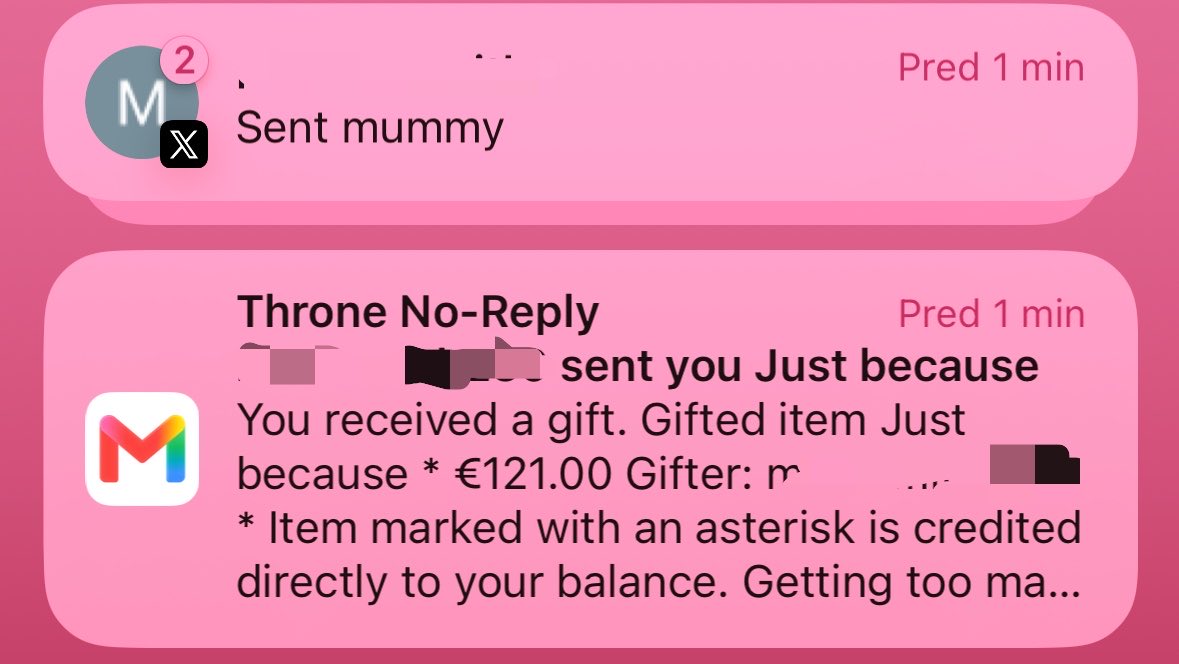 2
Pred 1 min
Sent mummy
Throne No-Reply
Pred 1 min
sent you Just because
You received a gift. Gifted item Just
because * €121.00 Gifter:
* Item marked with an asterisk is credited
directly to your balance. Getting too ma...